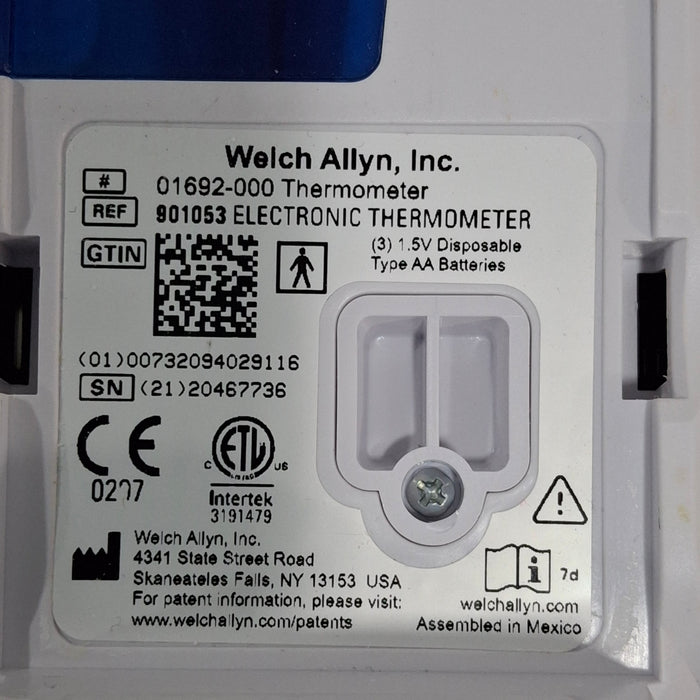 Welch Allyn, Inc.
# 01692-000 Thermometer
REF 901053 ELECTRONIC THERMOMETER
GTIN
(3) 1.5V Disposable
Type AA Batteries
(01)00732094029116
SN (21)20467736
CE
0297
ETL
C US
Intertek
3191479
Welch Allyn, Inc.
4341 State Street Road
Skaneateles Falls, NY 13153 USA
For patent information, please visit:
www.welchallyn.com/patents
i 7d
welchallyn.com
Assembled in Mexico